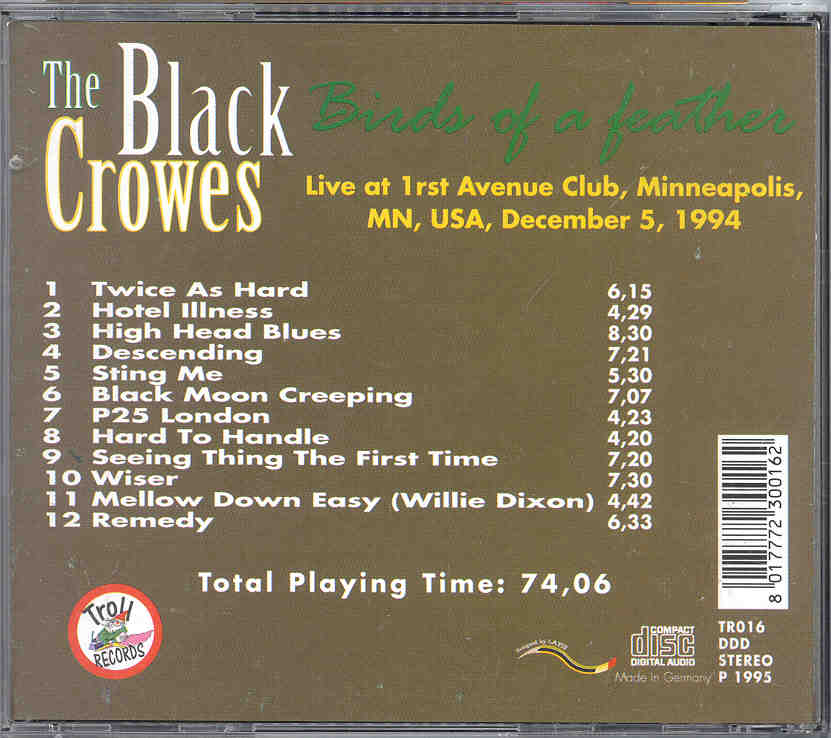 The Black
Crowes
Birds of a feather
Live at 1rst Avenue Club, Minneapolis,
MN, USA, December 5, 1994
1 Twice As Hard 6,15
2 Hotel Illness 4,29
3 High Head Blues 8,30
4 Descending 7,21
5 Sting Me 5,30
6 Black Moon Creeping 7,07
7 P25 London 4,23
8 Hard To Handle 4,20
9 Seeing Thing The First Time 7,20
10 Wiser 7,30
11 Mellow Down Easy (Willie Dixon) 4,42
12 Remedy 6,33
Total Playing Time: 74,06
8 017772 300162
Troll
RECORDS
designed by
COMPACT
disc
DIGITAL AUDIO
Made in Germany
TR016
DDD
STEREO
P 1995